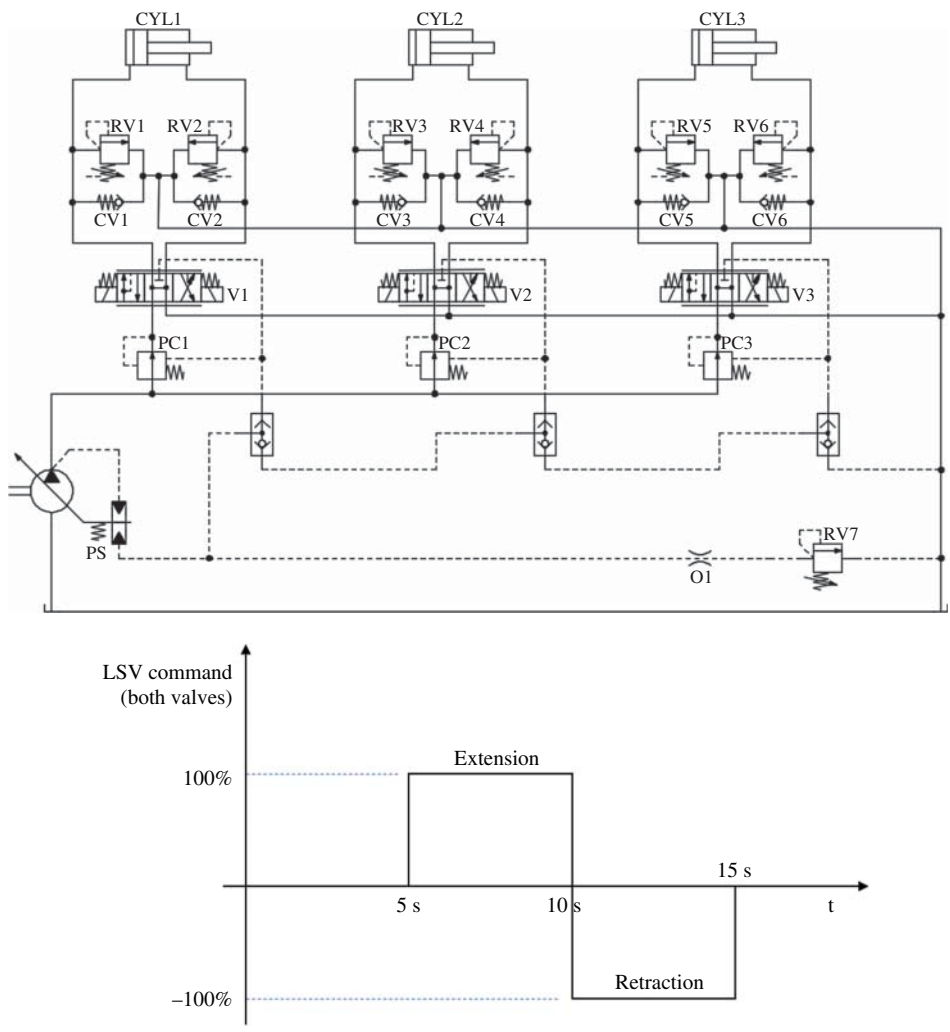 CYL1 CYL2 CYL3
RV1 RV2 RV3 RV4 RV5 RV6
CV1 CV2 CV3 CV4 CV5 CV6
V1 V2 V3
PC1 PC2 PC3
PS
RV7
O1
LSV command
(both valves)
Extension
100%
15 s
5 s 10 s t
Retraction
–100%